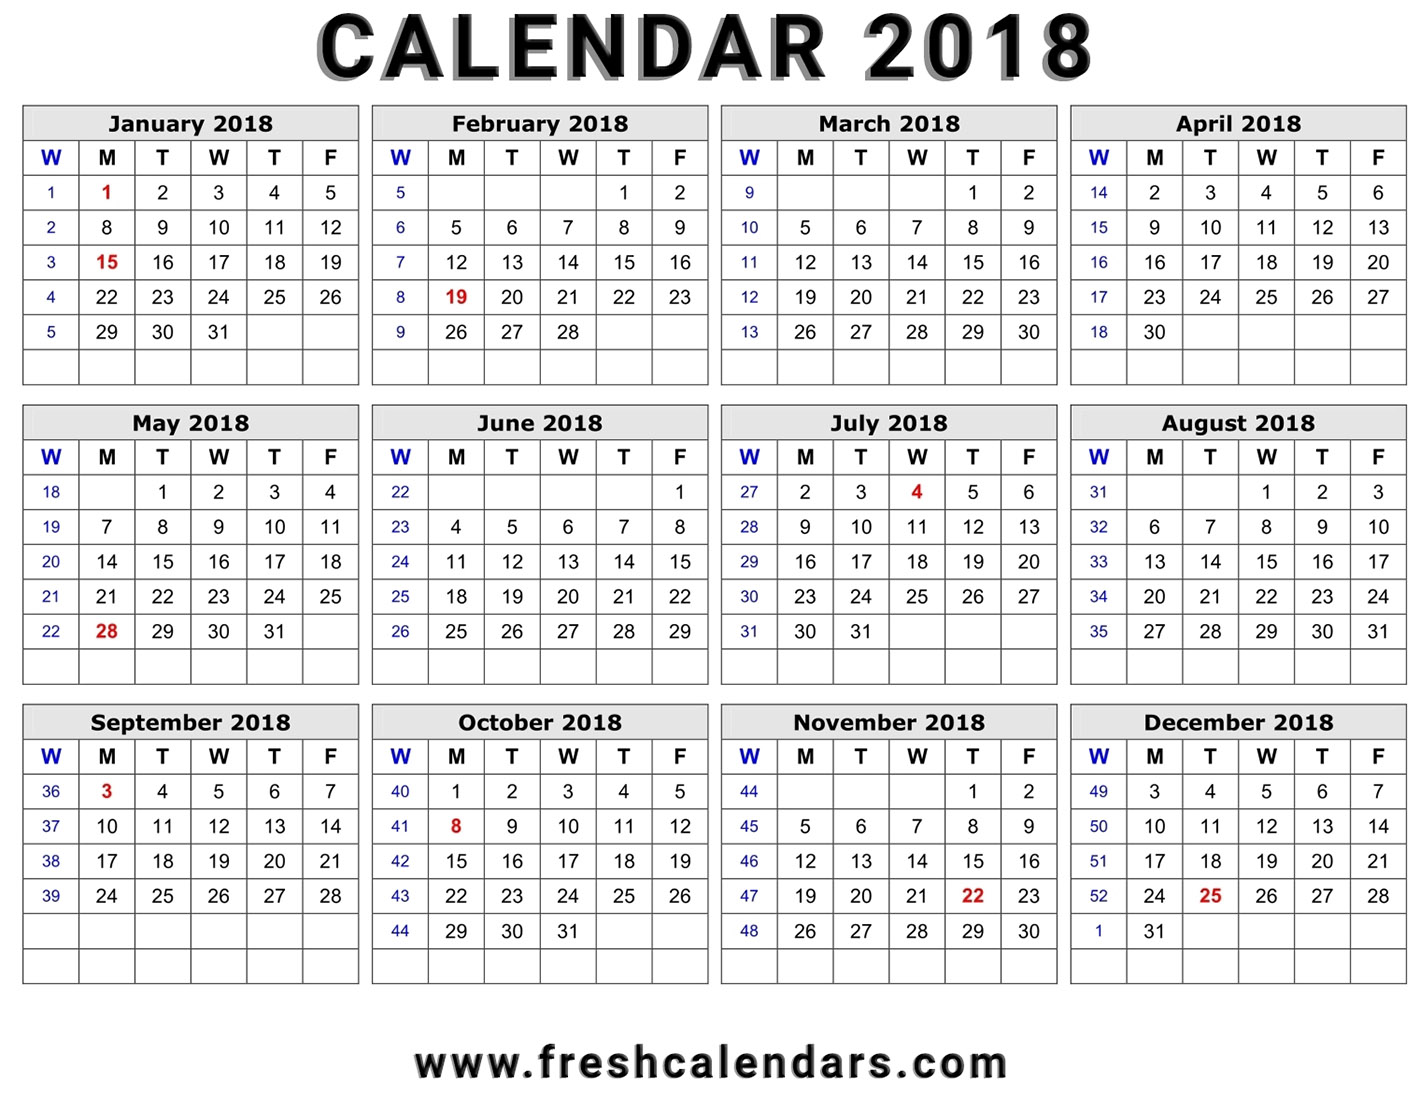 CALENDAR 2018
January 2018
W M T W T F
1 1 2 3 4 5
2 8 9 10 11 12
3 15 16 17 18 19
4 22 23 24 25 26
5 29 30 31
February 2018
W M T W T F
5 1 2
6 5 6 7 8 9
7 12 13 14 15 16
8 19 20 21 22 23
9 26 27 28
March 2018
W M T W T F
9 1 2
10 5 6 7 8 9
11 12 13 14 15 16
12 19 20 21 22 23
13 26 27 28 29 30
April 2018
W M T W T F
14 2 3 4 5 6
15 9 10 11 12 13
16 16 17 18 19 20
17 23 24 25 26 27
18 30
May 2018
W M T W T F
18 1 2 3 4
19 7 8 9 10 11
20 14 15 16 17 18
21 21 22 23 24 25
22 28 29 30 31
June 2018
W M T W T F
22 1
23 4 5 6 7 8
24 11 12 13 14 15
25 18 19 20 21 22
26 25 26 27 28 29
July 2018
W M T W T F
27 2 3 4 5 6
28 9 10 11 12 13
29 16 17 18 19 20
30 23 24 25 26 27
31 30 31
August 2018
W M T W T F
31 1 2 3
32 6 7 8 9 10
33 13 14 15 16 17
34 20 21 22 23 24
35 27 28 29 30 31
September 2018
W M T W T F
36 3 4 5 6 7
37 10 11 12 13 14
38 17 18 19 20 21
39 24 25 26 27 28
October 2018
W M T W T F
40 1 2 3 4 5
41 8 9 10 11 12
42 15 16 17 18 19
43 22 23 24 25 26
44 29 30 31
November 2018
W M T W T F
44 1 2
45 5 6 7 8 9
46 12 13 14 15 16
47 19 20 21 22 23
48 26 27 28 29 30
December 2018
W M T W T F
49 3 4 5 6 7
50 10 11 12 13 14
51 17 18 19 20 21
52 24 25 26 27 28
1 31
www.freshcalendars.com